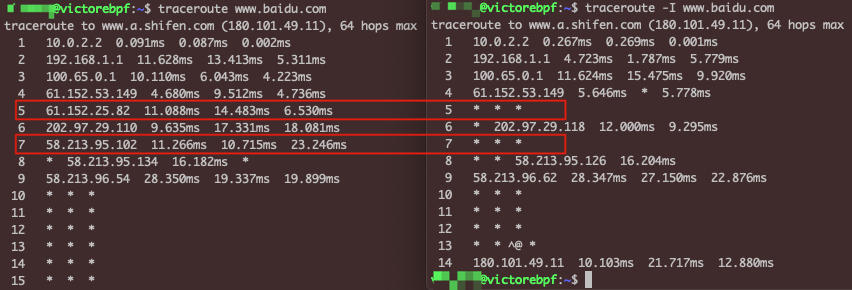 @victorebpf:~$ traceroute www.baidu.com
traceroute to www.a.shifen.com (180.101.49.11), 64 hops max
1 10.0.2.2 0.091ms 0.087ms 0.002ms
2 192.168.1.1 11.628ms 13.413ms 5.311ms
3 100.65.0.1 10.110ms 6.043ms 4.223ms
4 61.152.53.149 4.680ms 9.512ms 4.736ms
5 61.152.25.82 11.088ms 14.483ms 6.530ms
6 202.97.29.110 9.635ms 17.331ms 18.081ms
7 58.213.95.102 11.266ms 10.715ms 23.246ms
8 * 58.213.95.134 16.182ms *
9 58.213.96.54 28.350ms 19.337ms 19.899ms
10 * * *
11 * * *
12 * * *
13 * * *
14 * * *
15 * * *
@victorebpf:~$ traceroute -I www.baidu.com
traceroute to www.a.shifen.com (180.101.49.11), 64 hops max
1 10.0.2.2 0.267ms 0.269ms 0.001ms
2 192.168.1.1 4.723ms 1.787ms 5.779ms
3 100.65.0.1 11.624ms 15.475ms 9.920ms
4 61.152.53.149 5.646ms * 5.778ms
5 * * *
6 * 202.97.29.118 12.000ms 9.295ms
7 * * *
8 * * 58.213.95.126 16.204ms
9 58.213.96.62 28.347ms 27.150ms 22.876ms
10 * * *
11 * * *
12 * * *
13 * * ^@ *
14 180.101.49.11 10.103ms 21.717ms 12.880ms
@victorebpf:~$